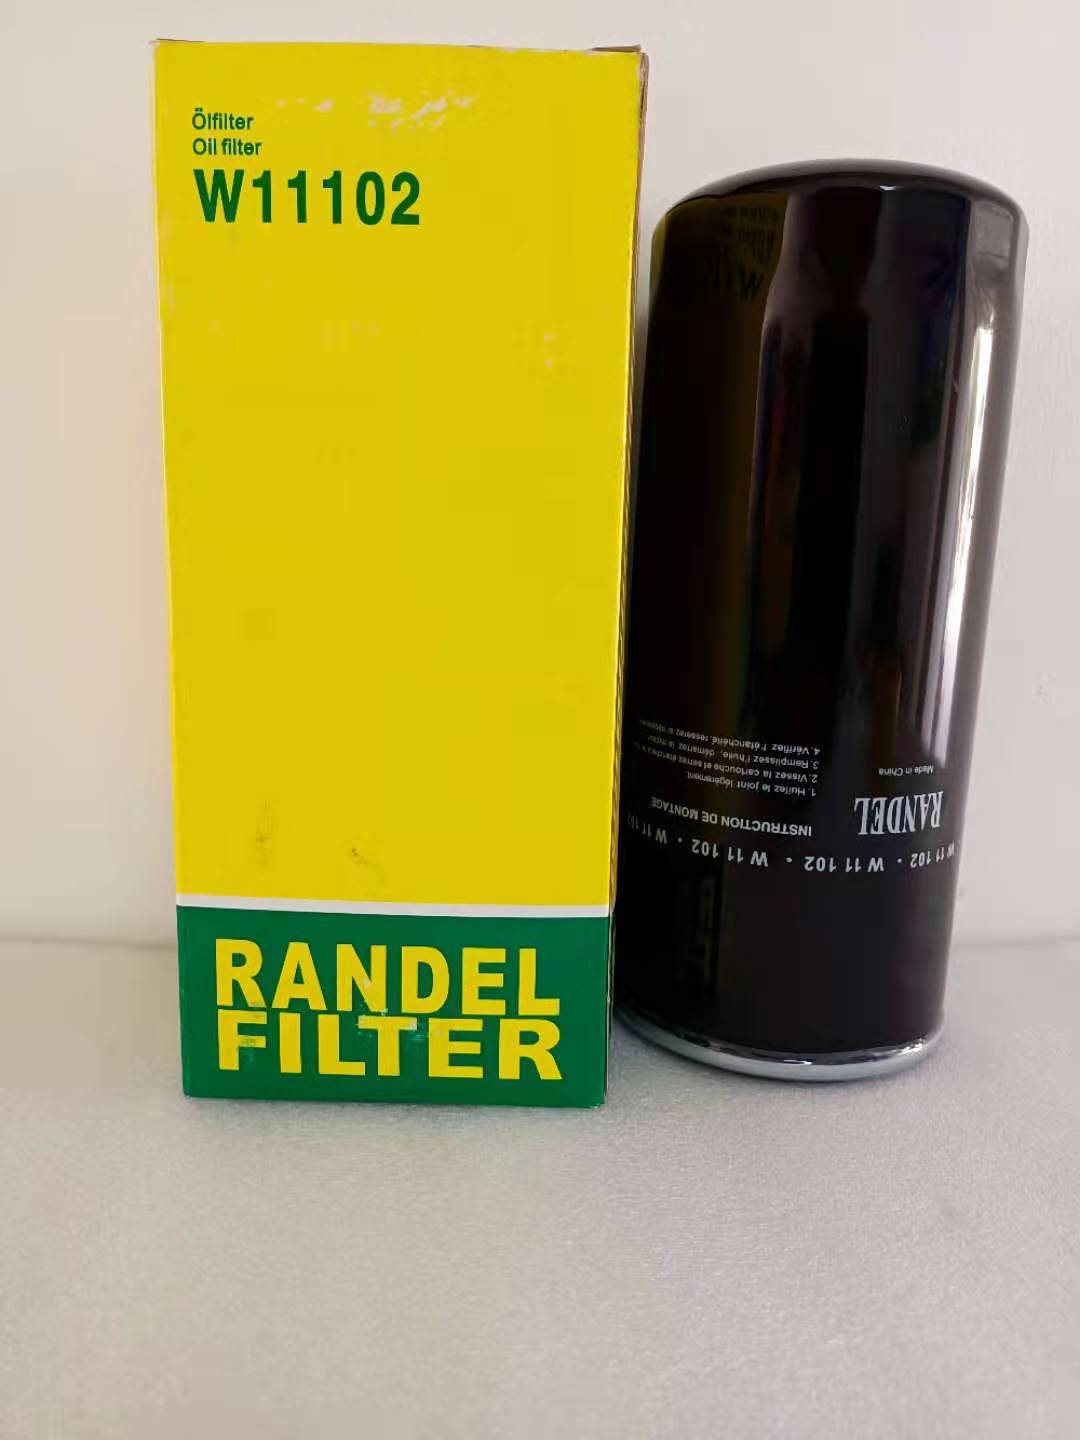 Ölfilter
Oil filter
W11102
RANDEL
FILTER
W 11 102 • W 11 102 • W 11 102 • W 11 102
RANDEL
Made in China
INSTRUCTION DE MONTAGE
1. Huilez le joint légèrement.
2. Vissez la cartouche et serrez
3. Remplissez l'huile, démarrez le moteur
4. Vérifiez l'étanchéité, resserrez si nécessaire